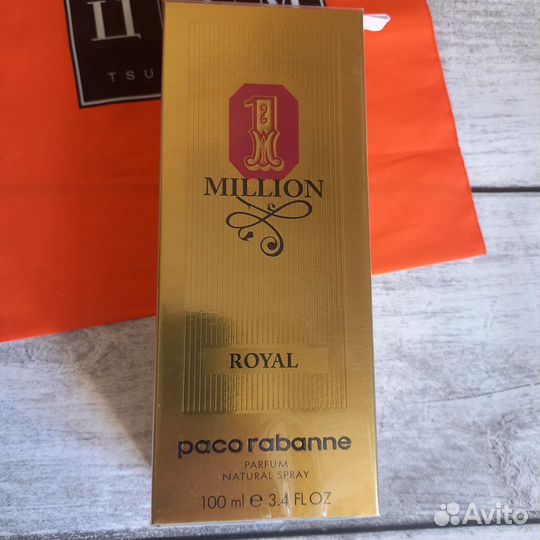 Ц М
TSU
1
MILLION
ROYAL
paco rabanne
PARFUM
NATURAL SPRAY
100 ml e 3.4 FL OZ
Avito